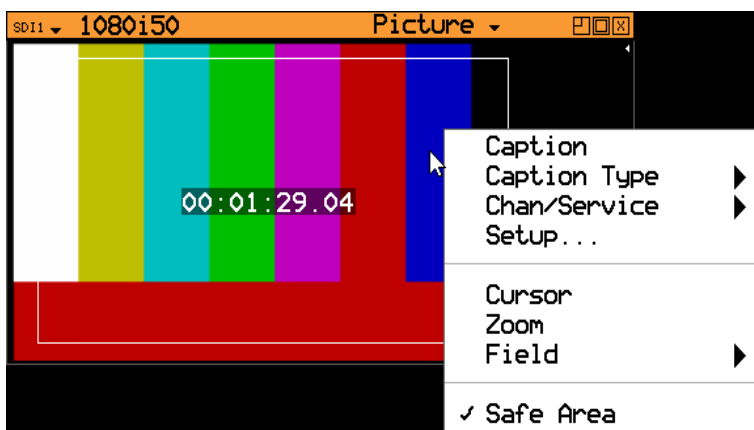 SDI1 1080i50 Picture
00:01:29.04
Caption
Caption Type
Chan/Service
Setup...
Cursor
Zoom
Field
Safe Area